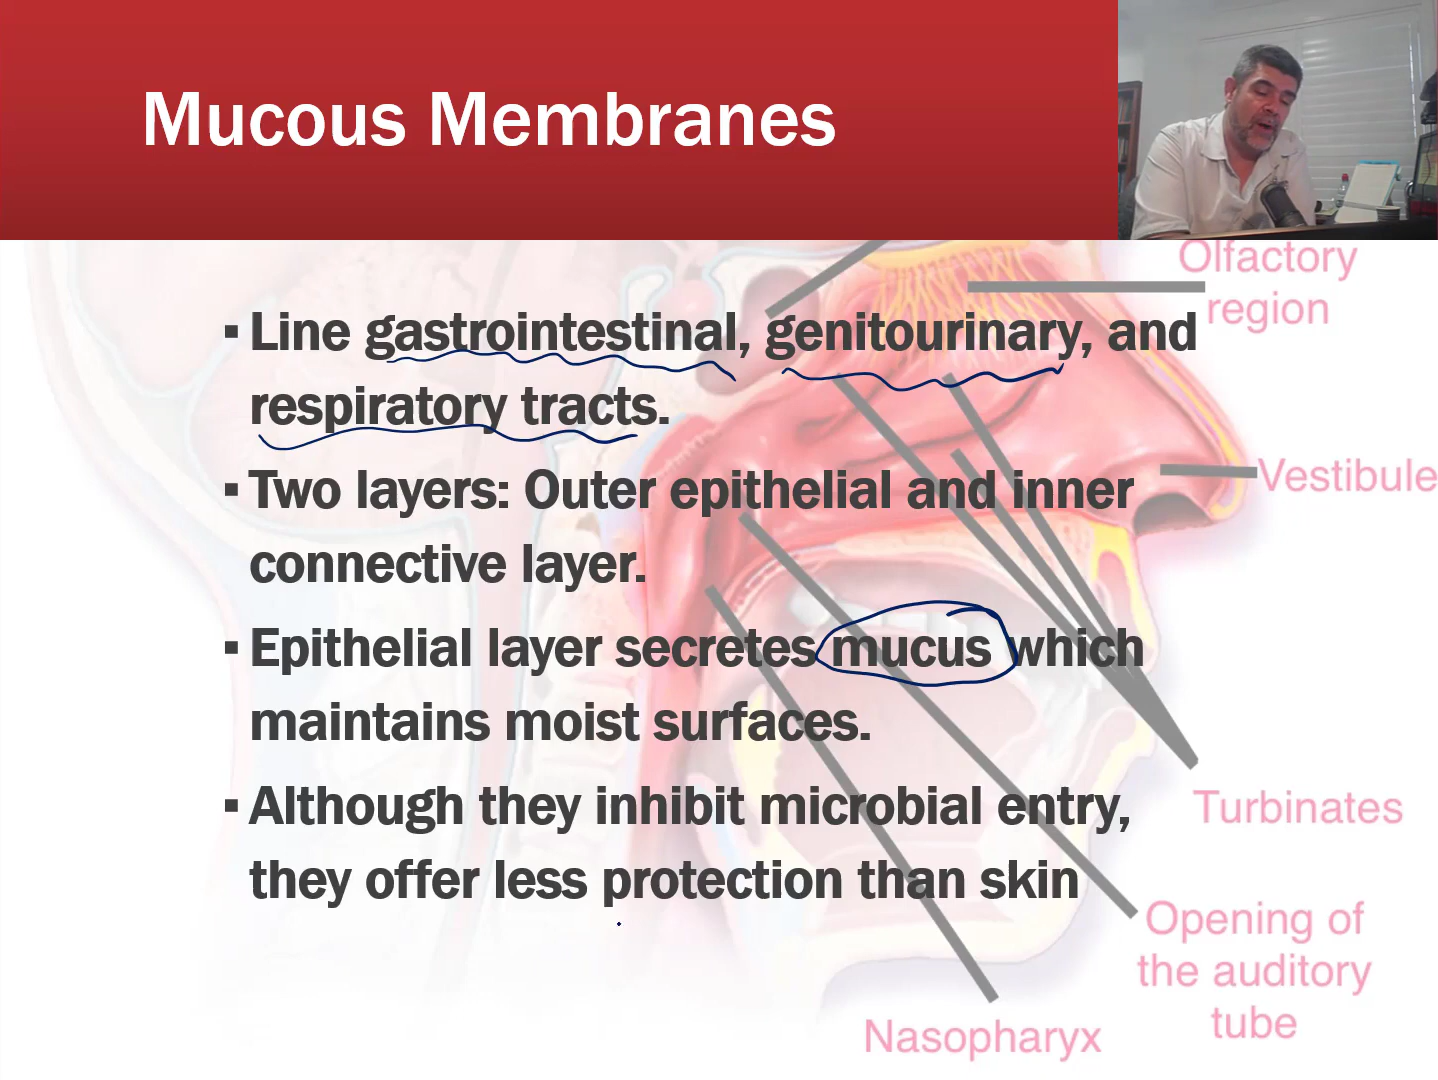 Mucous Membranes
Olfactory
region
▪ Line gastrointestinal, genitourinary, and
respiratory tracts.
Vestibule
▪ Two layers: Outer epithelial and inner
connective layer.
▪ Epithelial layer secretes mucus which
maintains moist surfaces.
▪ Although they inhibit microbial entry,
they offer less protection than skin
Turbinates
Opening of
the auditory
tube
Nasopharyx